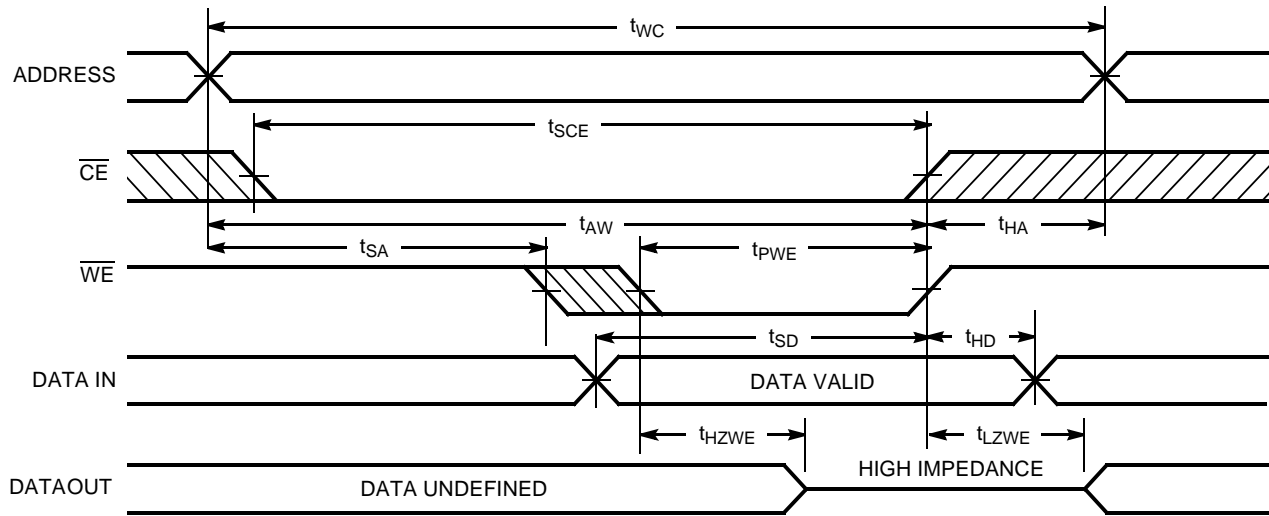 tWC
ADDRESS
tSCE
CE
tAW
tHA
tSA
tPWE
WE
tSD
tHD
DATA IN
DATA VALID
tHZWE
tLZWE
HIGH IMPEDANCE
DATAOUT
DATA UNDEFINED